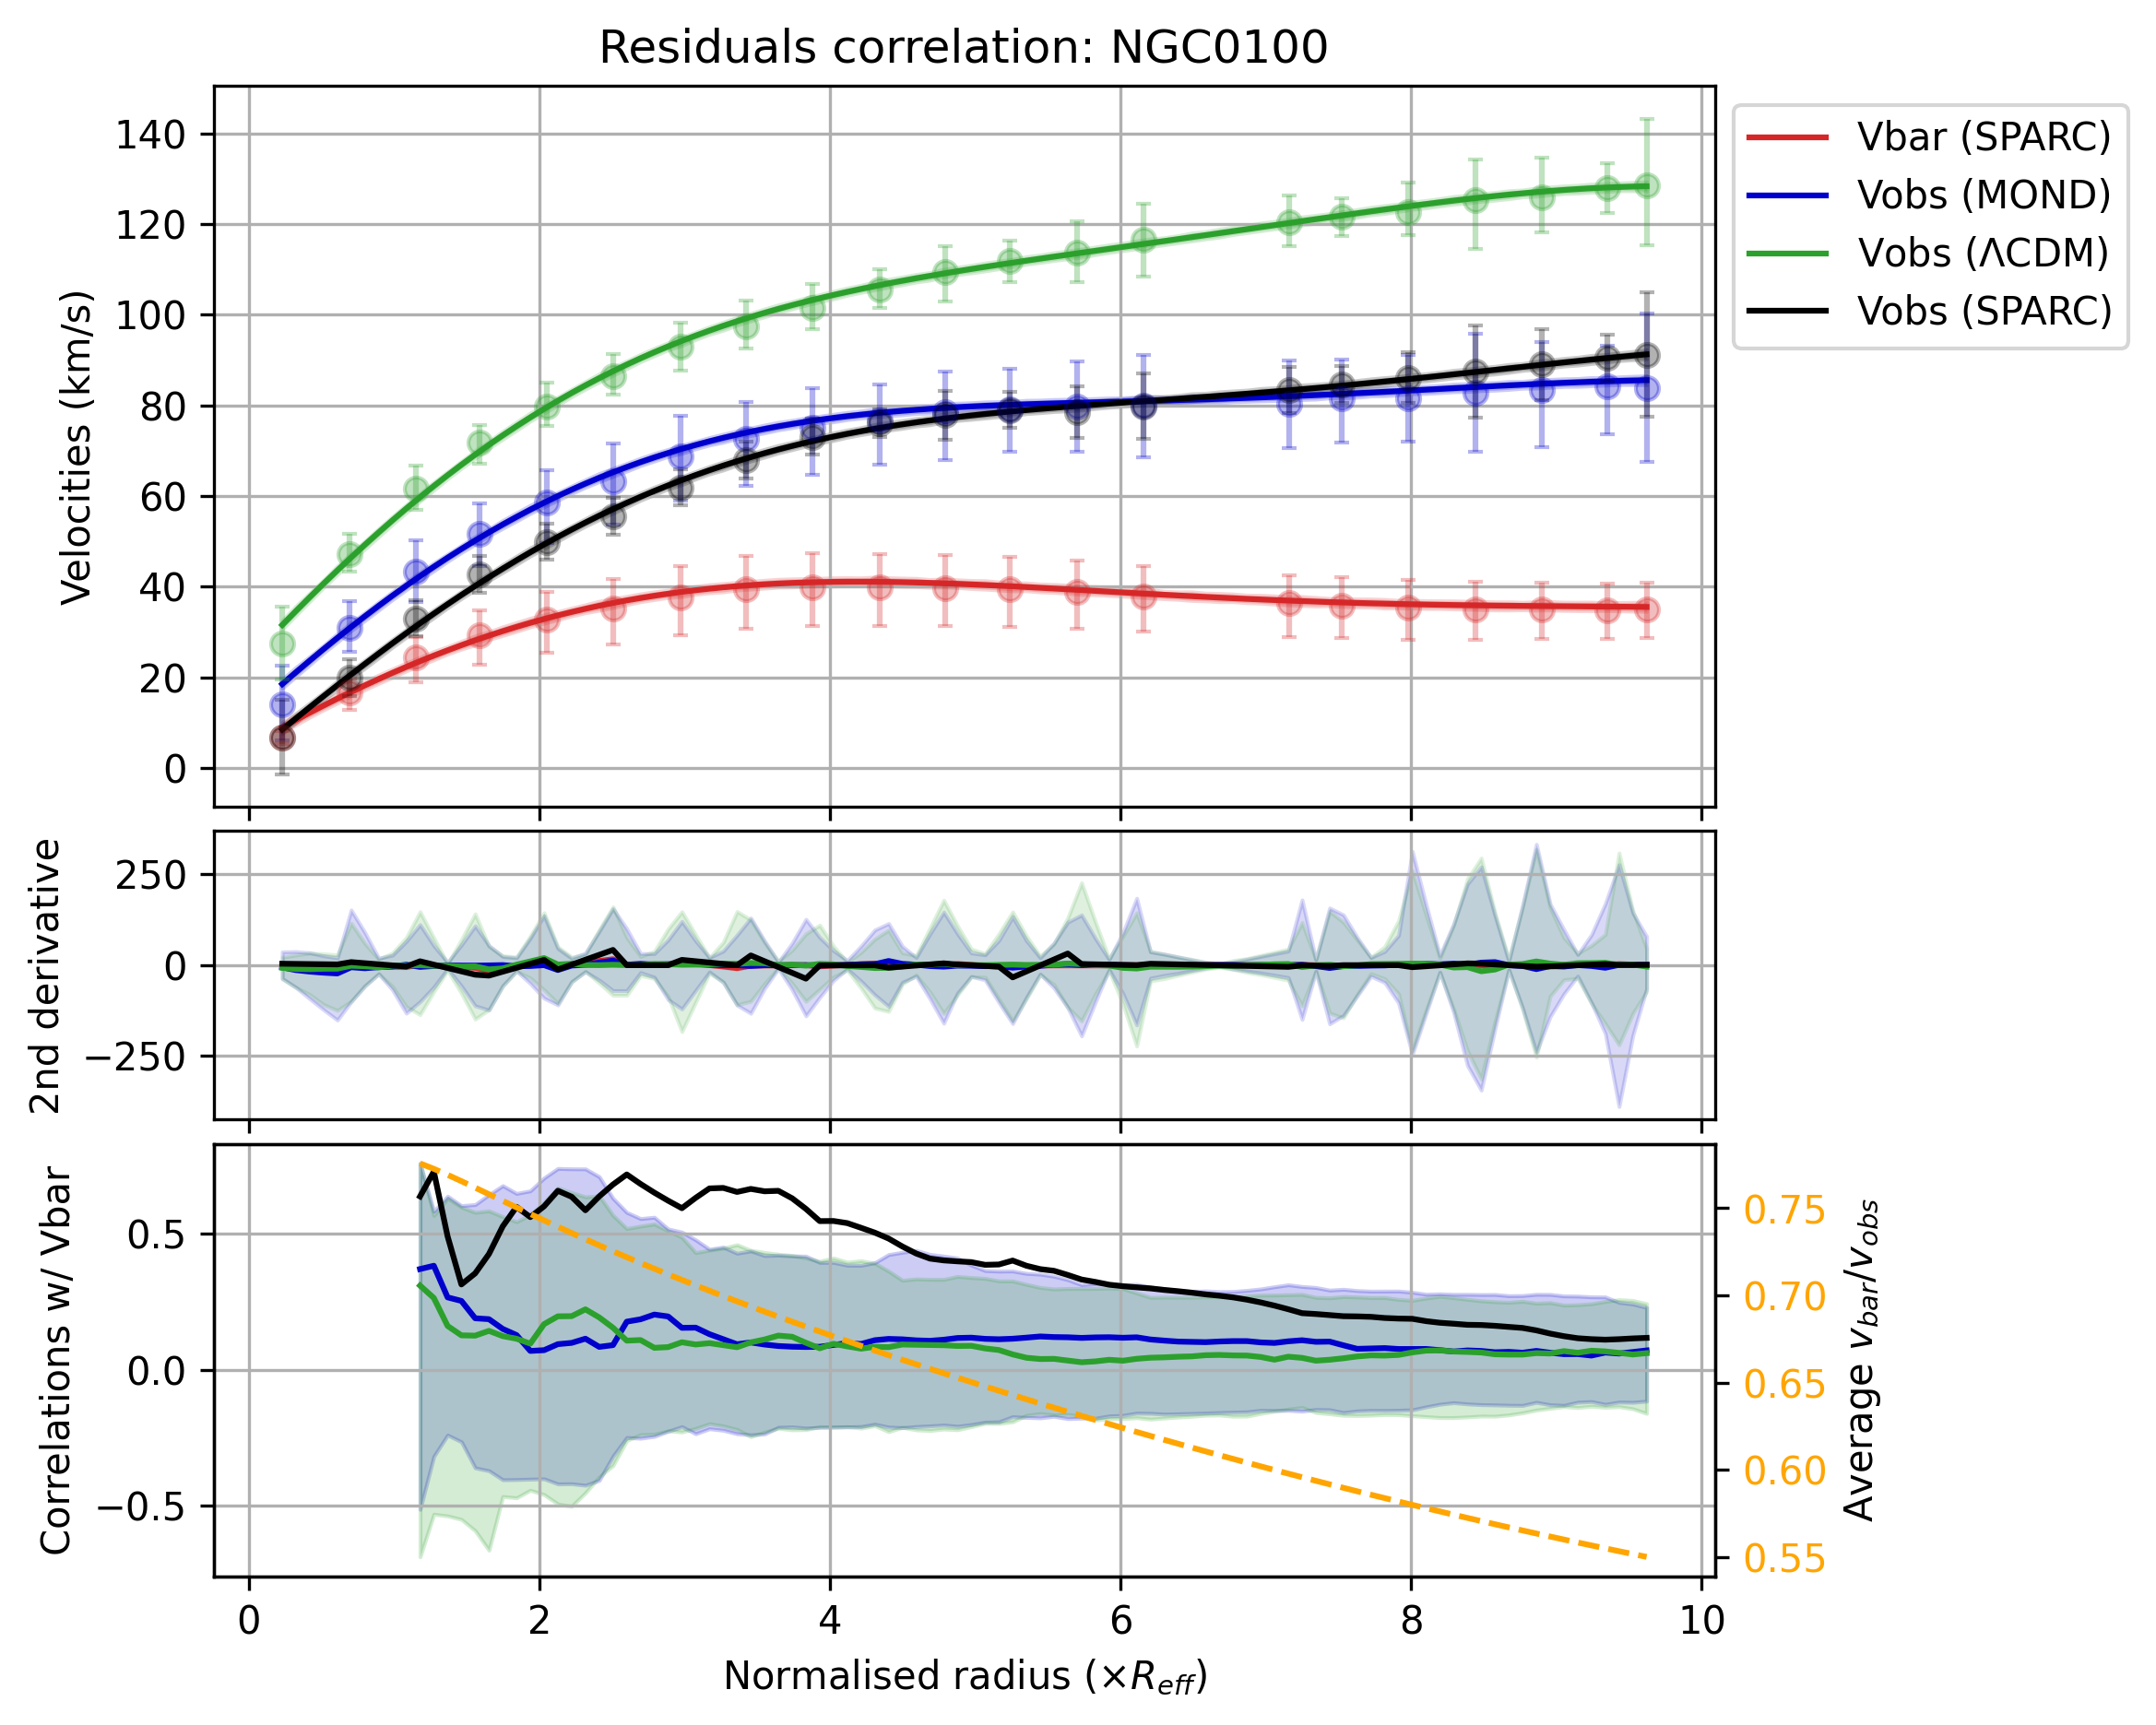 Residuals correlation: NGC0100
Velocities (km/s)
140
120
100
80
60
40
20
0
Vbar (SPARC)
Vobs (MOND)
Vobs (ΛCDM)
Vobs (SPARC)
2nd derivative
250
0
−250
Correlations w/ Vbar
0.5
0.0
−0.5
0.75
0.70
0.65
0.60
0.55
Average v_bar/v_obs
0 2 4 6 8 10
Normalised radius (×R_eff)